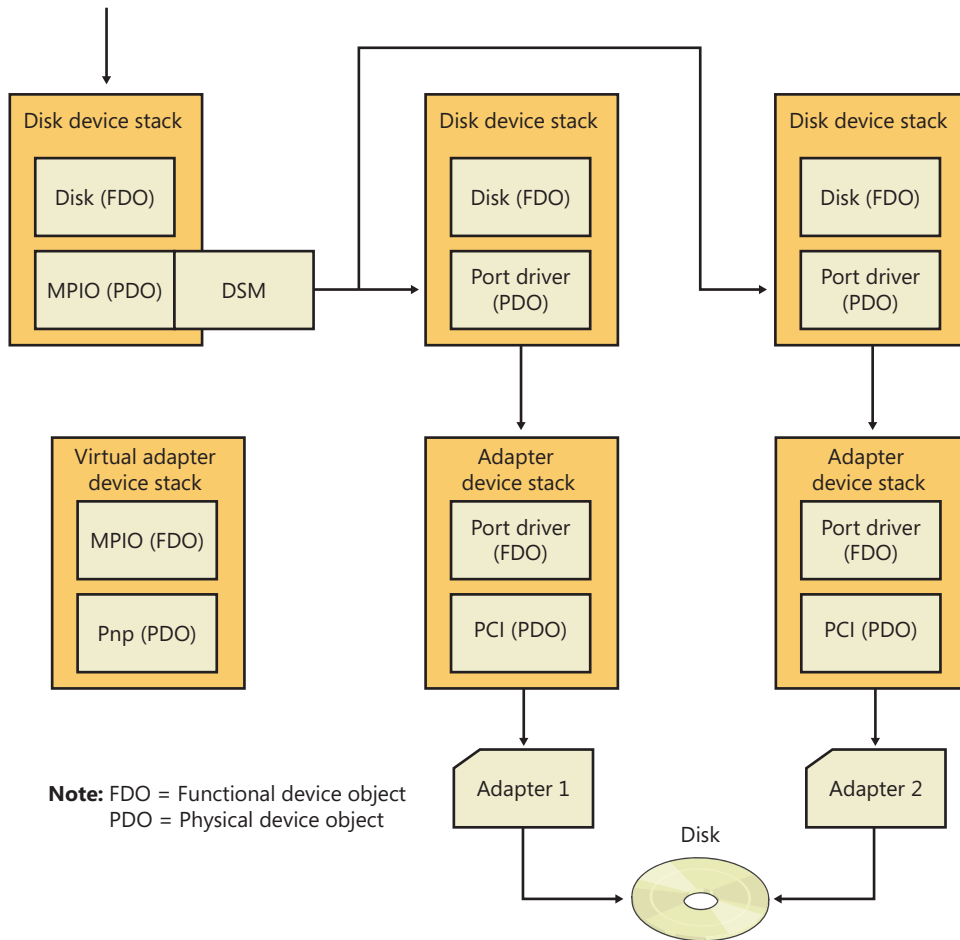 Disk device stack
Disk (FDO)
MPIO (PDO)
DSM
Disk device stack
Disk (FDO)
Port driver
(PDO)
Disk device stack
Disk (FDO)
Port driver
(PDO)
Virtual adapter
device stack
MPIO (FDO)
Pnp (PDO)
Adapter
device stack
Port driver
(FDO)
PCI (PDO)
Adapter
device stack
Port driver
(FDO)
PCI (PDO)
Adapter 1
Adapter 2
Note: FDO = Functional device object
PDO = Physical device object
Disk